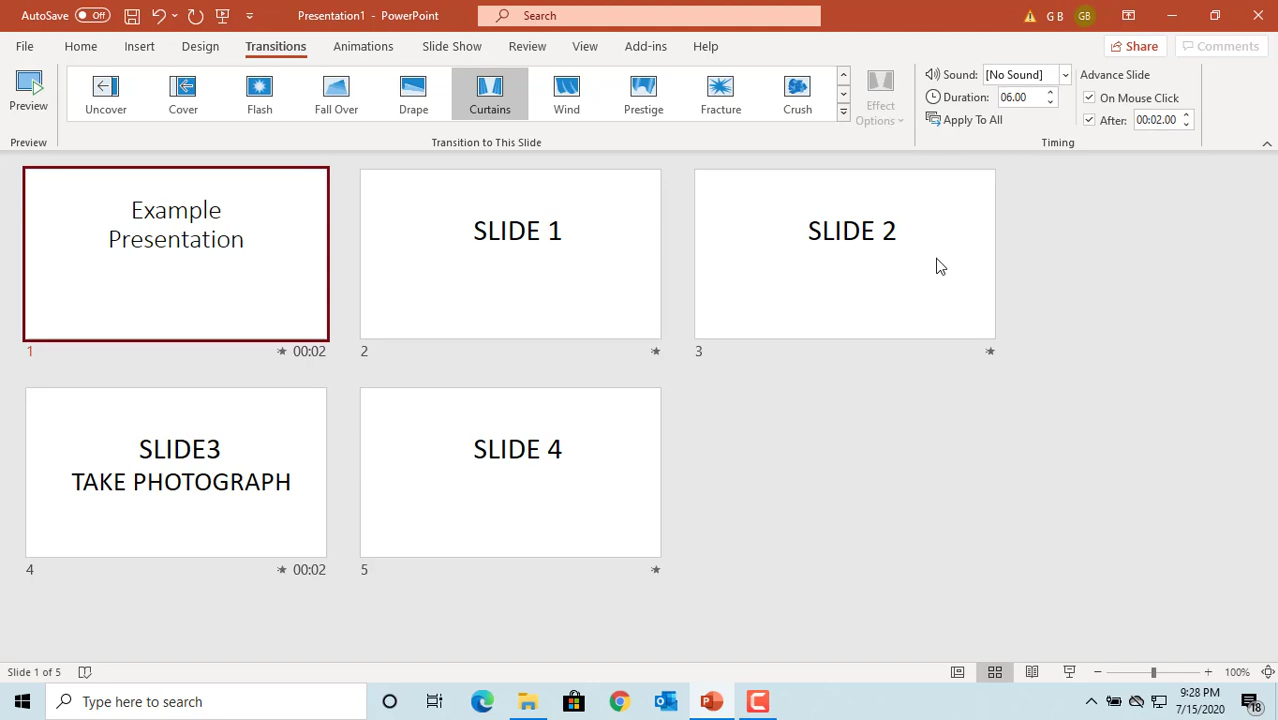 AutoSave Off Presentation1 - PowerPoint Search G B GB
File Home Insert Design Transitions Animations Slide Show Review View Add-ins Help Share Comments
Preview Uncover Cover Flash Fall Over Drape Curtains Wind Prestige Fracture Crush Effect Options
Sound: [No Sound] Advance Slide
Duration: 06.00 On Mouse Click
Apply To All After: 00:02.00
Preview Transition to This Slide Timing
Example
Presentation
1 00:02
SLIDE 1
2
SLIDE 2
3
SLIDE3
TAKE PHOTOGRAPH
4 00:02
SLIDE 4
5
Slide 1 of 5 100%
Type here to search 9:28 PM
7/15/2020 18